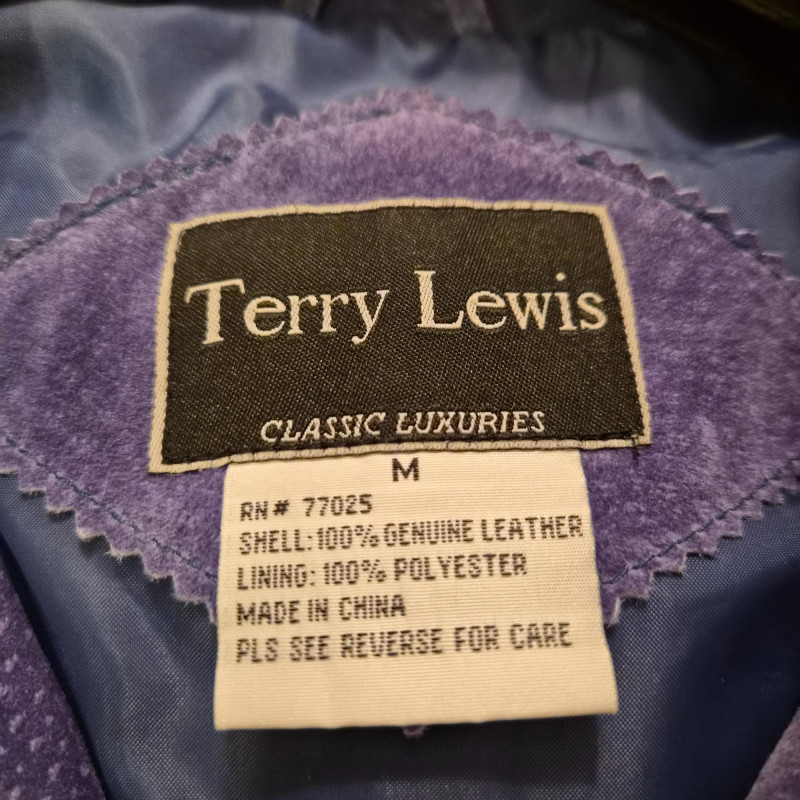 Terry Lewis
CLASSIC LUXURIES
M
RN# 77025
SHELL: 100% GENUINE LEATHER
LINING: 100% POLYESTER
MADE IN CHINA
PLS SEE REVERSE FOR CARE